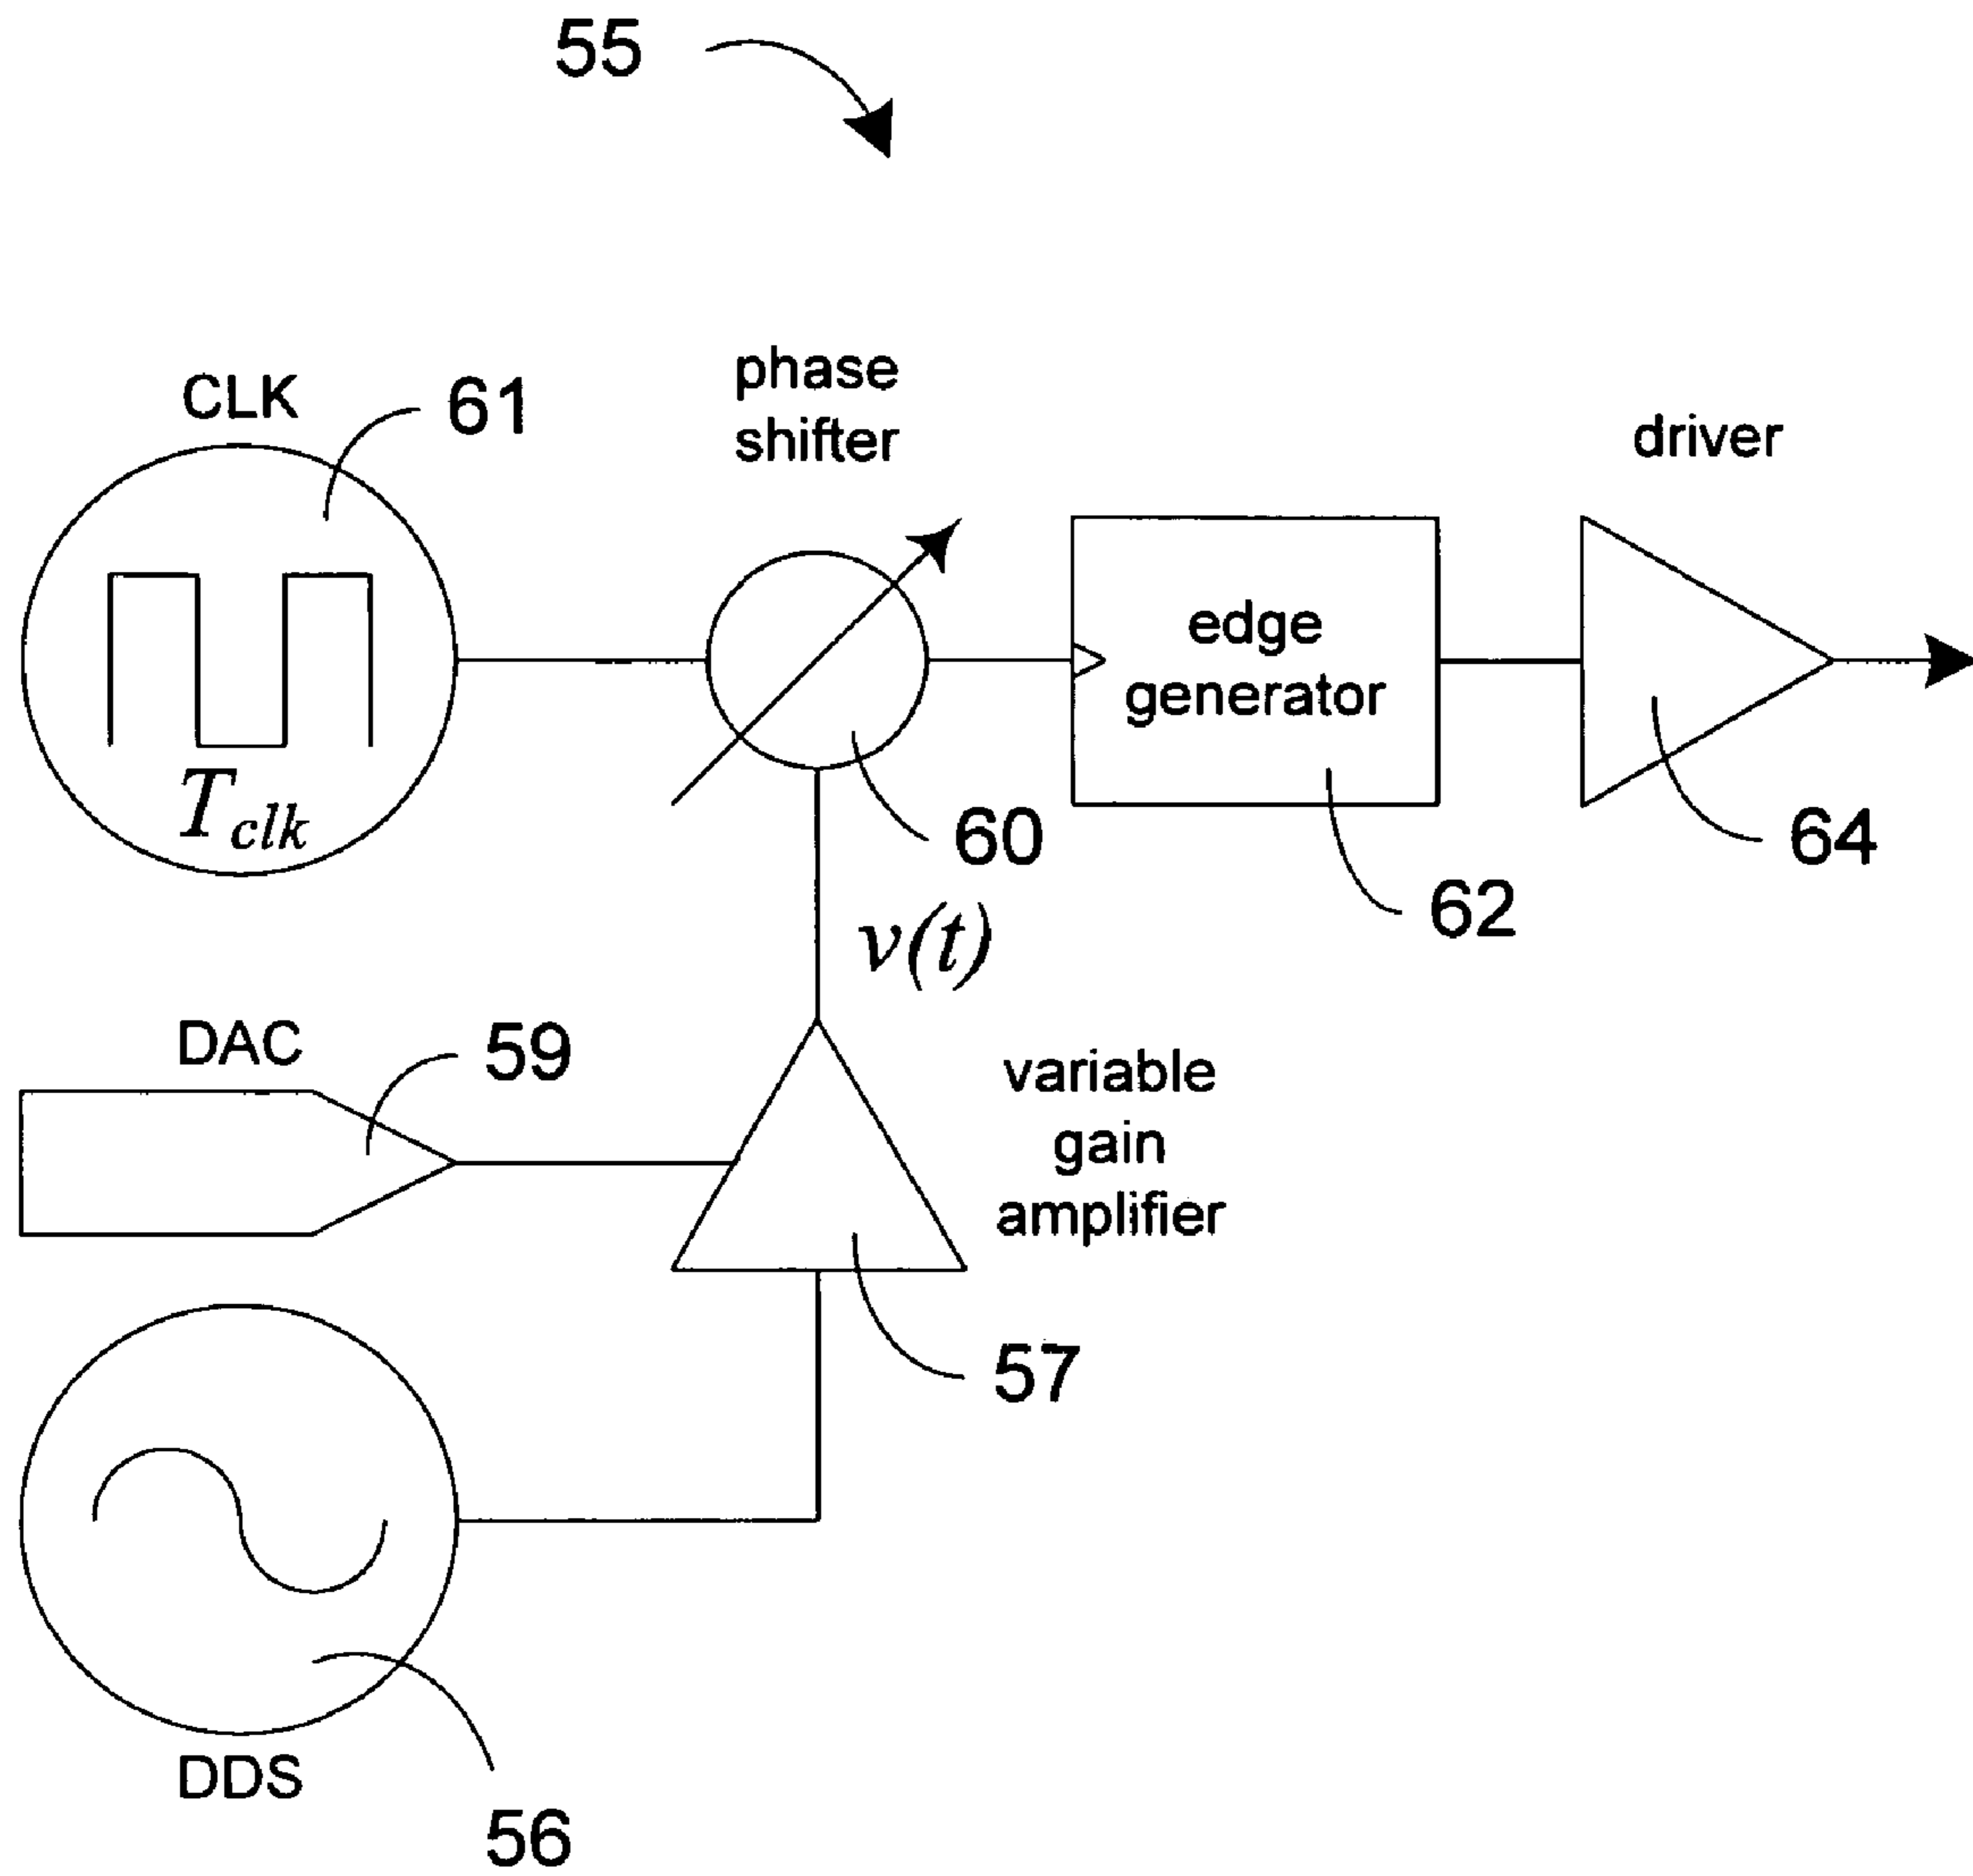 55
CLK
61
phase
shifter
driver
edge
generator
T clk
60
64
62
v(t)
DAC
59
variable
gain
amplifier
57
DDS
56